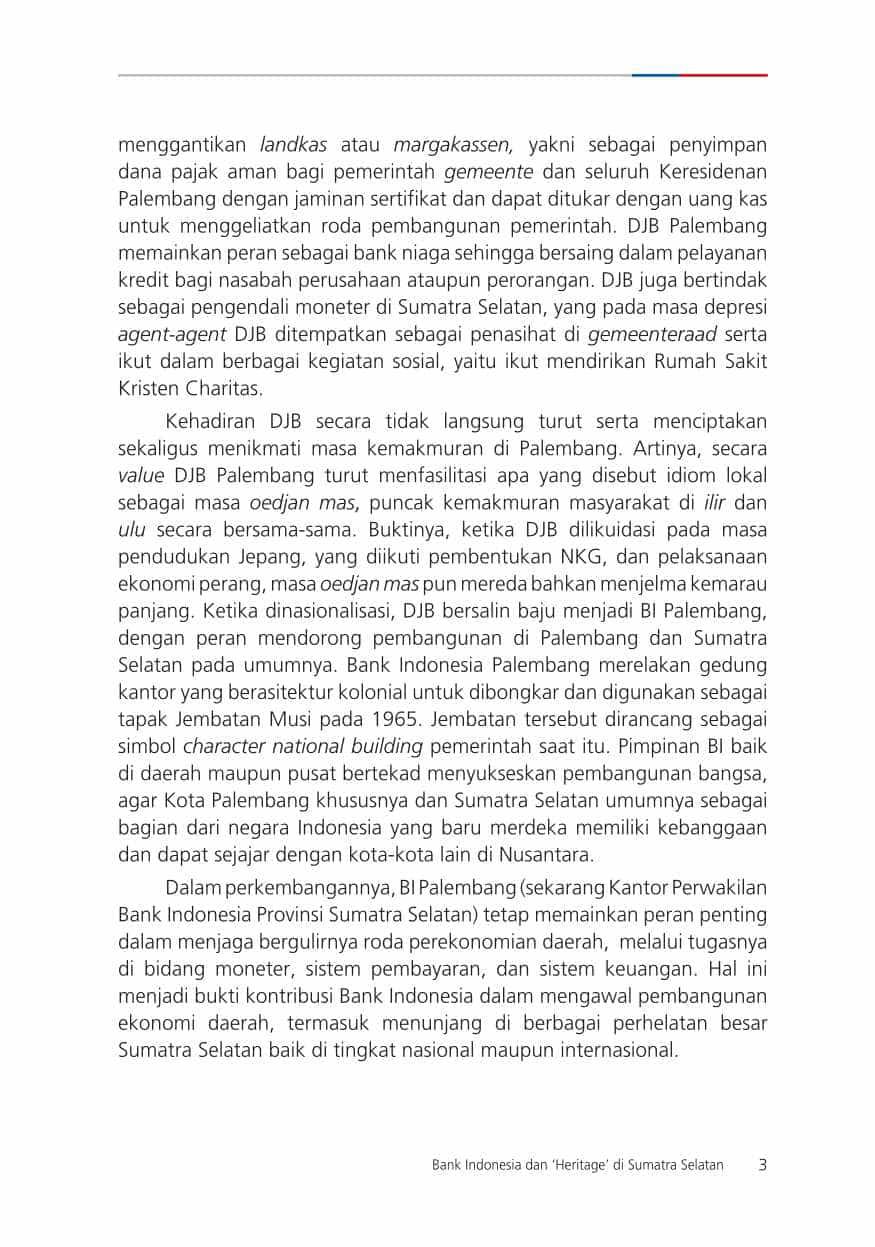 menggantikan landkas atau margakassen, yakni sebagai penyimpan
dana pajak aman bagi pemerintah gemeente dan seluruh Keresidenan
Palembang dengan jaminan sertifikat dan dapat ditukar dengan uang kas
untuk menggeliatkan roda pembangunan pemerintah. DJB Palembang
memainkan peran sebagai bank niaga sehingga bersaing dalam pelayanan
kredit bagi nasabah perusahaan ataupun perorangan. DJB juga bertindak
sebagai pengendali moneter di Sumatra Selatan, yang pada masa depresi
agent-agent DJB ditempatkan sebagai penasihat di gemeenteraad serta
ikut dalam berbagai kegiatan sosial, yaitu ikut mendirikan Rumah Sakit
Kristen Charitas.
Kehadiran DJB secara tidak langsung turut serta menciptakan
sekaligus menikmati masa kemakmuran di Palembang. Artinya, secara
value DJB Palembang turut menfasilitasi apa yang disebut idiom lokal
sebagai masa oedjan mas, puncak kemakmuran masyarakat di ilir dan
ulu secara bersama-sama. Buktinya, ketika DJB dilikuidasi pada masa
pendudukan Jepang, yang diikuti pembentukan NKG, dan pelaksanaan
ekonomi perang, masa oedjan mas pun mereda bahkan menjelma kemarau
panjang. Ketika dinasionalisasi, DJB bersalin baju menjadi BI Palembang,
dengan peran mendorong pembangunan di Palembang dan Sumatra
Selatan pada umumnya. Bank Indonesia Palembang merelakan gedung
kantor yang berasitektur kolonial untuk dibongkar dan digunakan sebagai
tapak Jembatan Musi pada 1965. Jembatan tersebut dirancang sebagai
simbol character national building pemerintah saat itu. Pimpinan BI baik
di daerah maupun pusat bertekad menyukseskan pembangunan bangsa,
agar Kota Palembang khususnya dan Sumatra Selatan umumnya sebagai
bagian dari negara Indonesia yang baru merdeka memiliki kebanggaan
dan dapat sejajar dengan kota-kota lain di Nusantara.
Dalam perkembangannya, BI Palembang (sekarang Kantor Perwakilan
Bank Indonesia Provinsi Sumatra Selatan) tetap memainkan peran penting
dalam menjaga bergulirnya roda perekonomian daerah, melalui tugasnya
di bidang moneter, sistem pembayaran, dan sistem keuangan. Hal ini
menjadi bukti kontribusi Bank Indonesia dalam mengawal pembangunan
ekonomi daerah, termasuk menunjang di berbagai perhelatan besar
Sumatra Selatan baik di tingkat nasional maupun internasional.
Bank Indonesia dan ‘Heritage’ di Sumatra Selatan 3